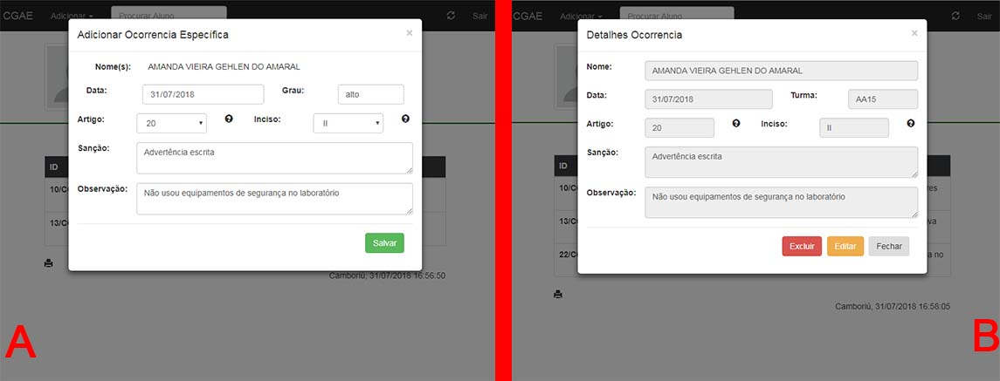 CGAE Adicionar Procurar Aluno Sair
Adicionar Ocorrencia Específica ×
Nome(s): AMANDA VIEIRA GEHLEN DO AMARAL
Data: 31/07/2018 Grau: alto
Artigo: 20 Inciso: II
Sanção: Advertência escrita
Observação: Não usou equipamentos de segurança no laboratório
Salvar
ID
10/CO
13/CO
Camboriú, 31/07/2018 16:56:50
A
CGAE Adicionar Procurar Aluno Sair
Detalhes Ocorrencia ×
Nome: AMANDA VIEIRA GEHLEN DO AMARAL
Data: 31/07/2018 Turma: AA15
Artigo: 20 Inciso: II
Sanção: Advertência escrita
Observação: Não usou equipamentos de segurança no laboratório
Excluir Editar Fechar
ID
10/CO
13/CO
22/CO no
Camboriú, 31/07/2018 16:58:05
B